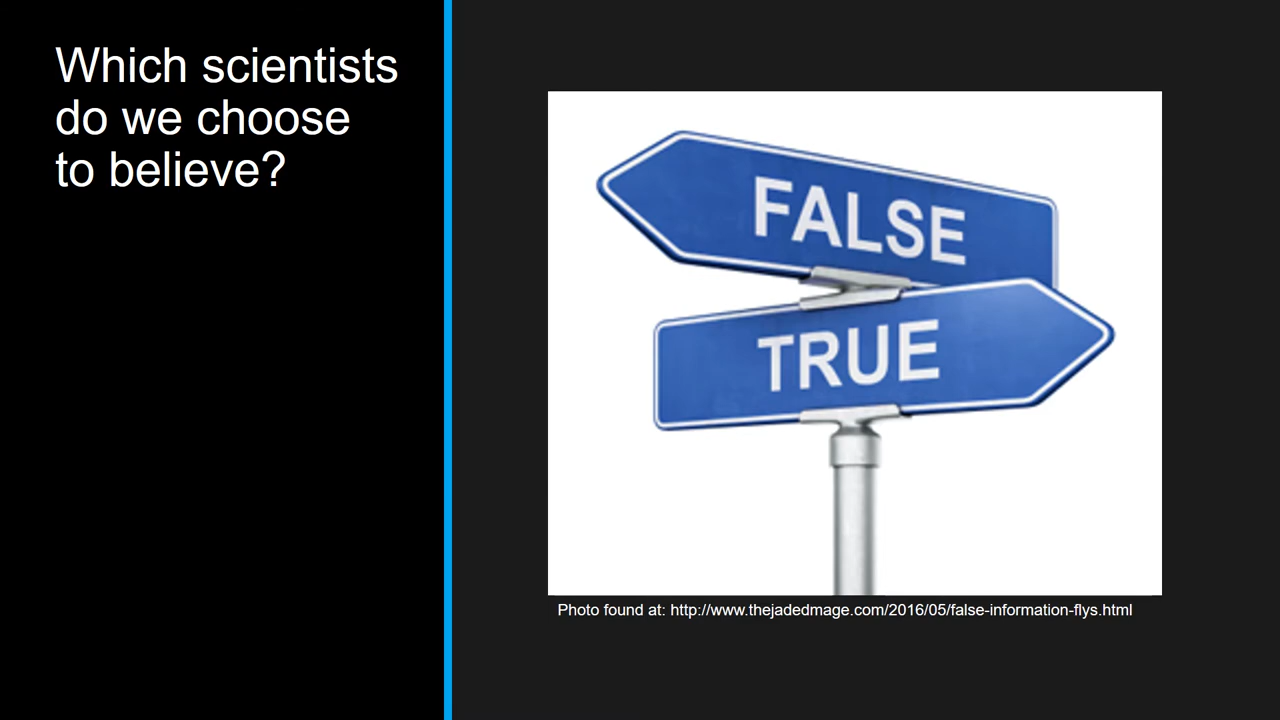 Which scientists
do we choose
to believe?
FALSE
TRUE
Photo found at: http://www.thejadedmage.com/2016/05/false-information-flys.html